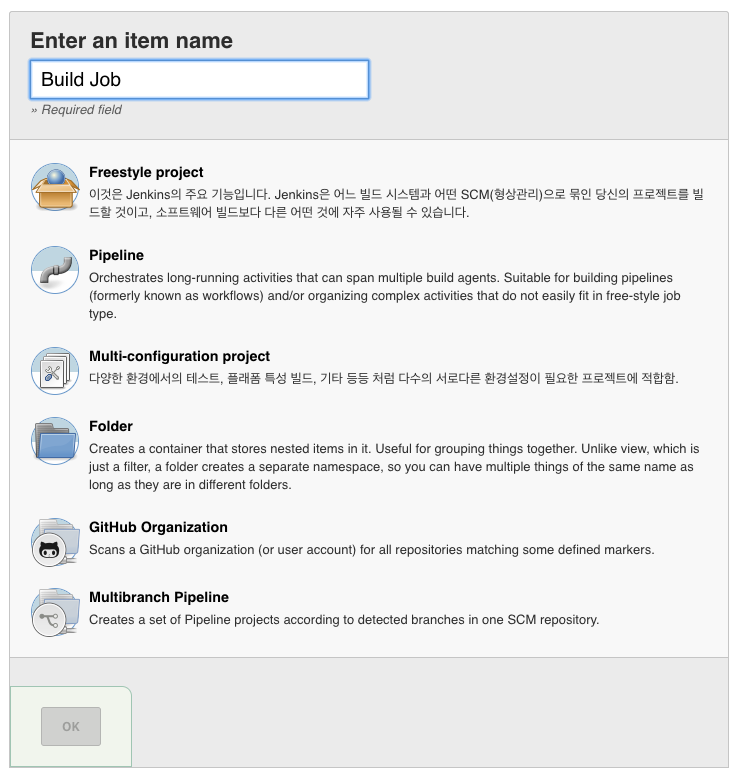 Enter an item name
Build Job
» Required field
Freestyle project
이것은 Jenkins의 주요 기능입니다. Jenkins은 어느 빌드 시스템과 어떤 SCM(형상관리)으로 묶인 당신의 프로젝트를 빌
드할 것이고, 소프트웨어 빌드보다 다른 어떤 것에 자주 사용될 수 있습니다.
Pipeline
Orchestrates long-running activities that can span multiple build agents. Suitable for building pipelines
(formerly known as workflows) and/or organizing complex activities that do not easily fit in free-style job
type.
Multi-configuration project
다양한 환경에서의 테스트, 플래폼 특성 빌드, 기타 등등 처럼 다수의 서로다른 환경설정이 필요한 프로젝트에 적합함.
Folder
Creates a container that stores nested items in it. Useful for grouping things together. Unlike view, which is
just a filter, a folder creates a separate namespace, so you can have multiple things of the same name as
long as they are in different folders.
GitHub Organization
Scans a GitHub organization (or user account) for all repositories matching some defined markers.
Multibranch Pipeline
Creates a set of Pipeline projects according to detected branches in one SCM repository.
OK